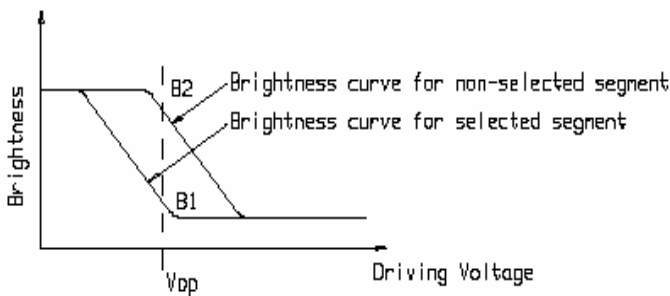 Brightness
B2
Brightness curve for non-selected segment
Brightness curve for selected segment
B1
Vop
Driving Voltage